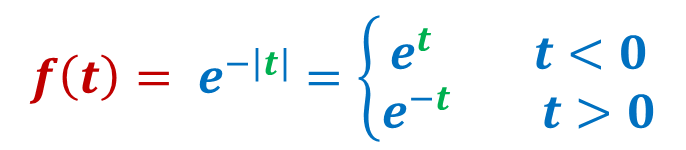 f(t) = e^{-|t|} = { e^t t < 0
e^{-t} t > 0